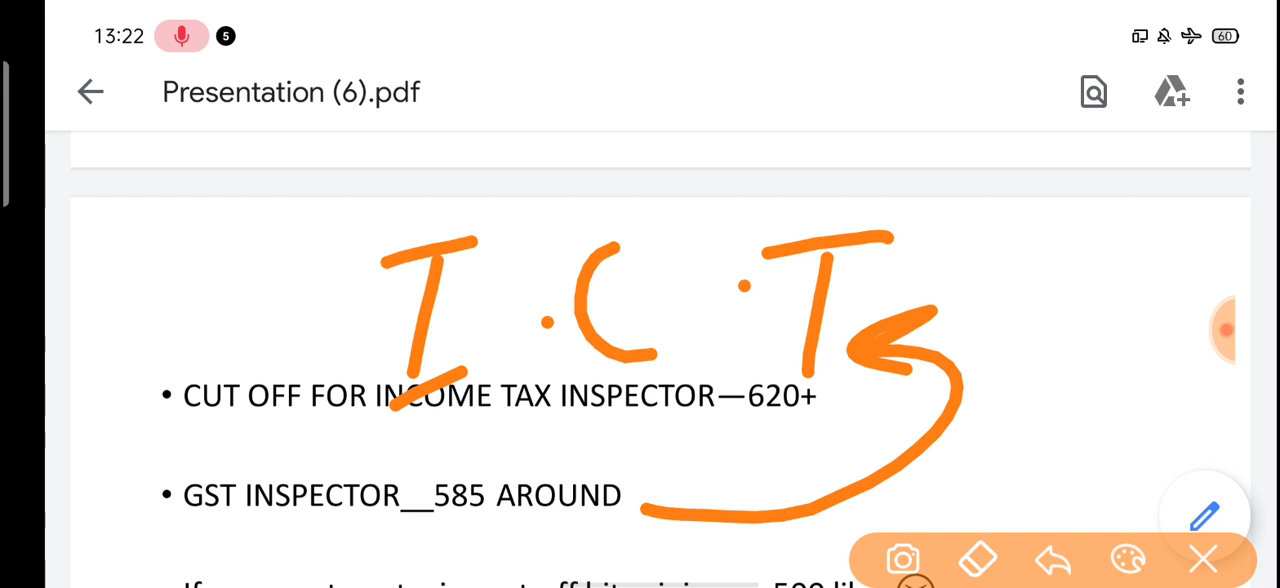 13:22 5 60
Presentation (6).pdf
I . C . T
• CUT OFF FOR INCOME TAX INSPECTOR—620+
• GST INSPECTOR__585 AROUND